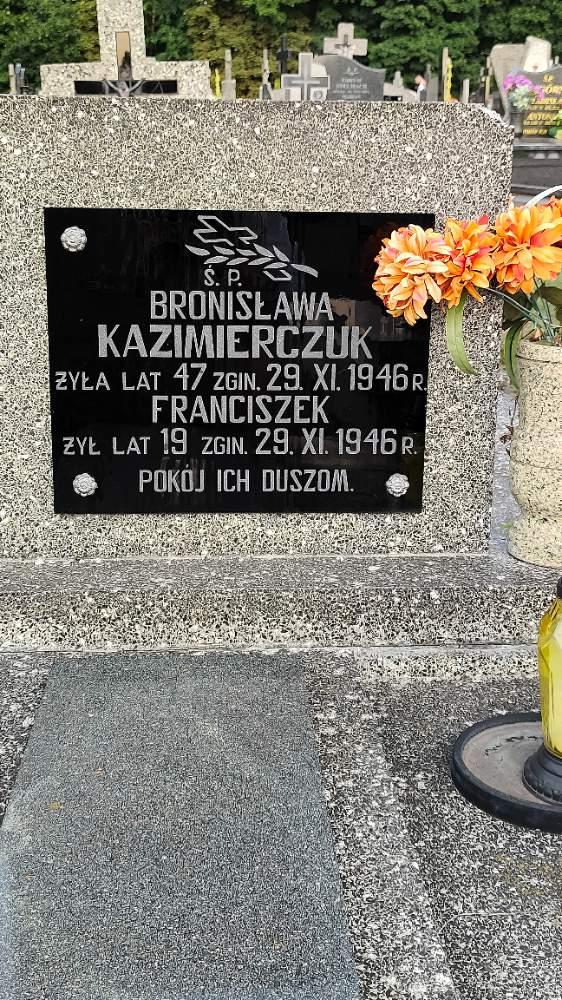 Ś. P.
BRONISŁAWA
KAZIMIERCZUK
ŻYŁA LAT 47 ZGIN. 29. XI. 1946 R.
FRANCISZEK
ŻYŁ LAT 19 ZGIN. 29. XI. 1946 R.
POKÓJ ICH DUSZOM.